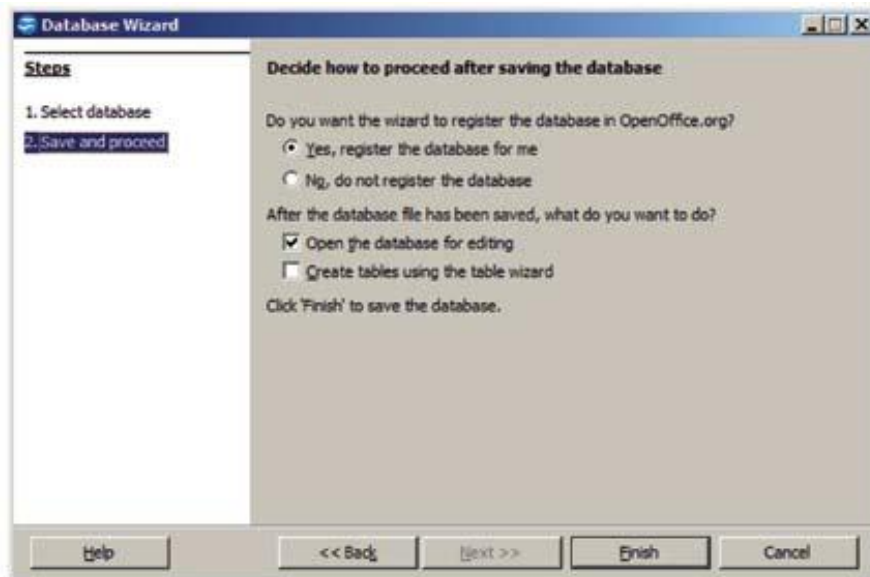 Database Wizard
Steps
1. Select database
2. Save and proceed
Decide how to proceed after saving the database
Do you want the wizard to register the database in OpenOffice.org?
Yes, register the database for me
No, do not register the database
After the database file has been saved, what do you want to do?
Open the database for editing
Create tables using the table wizard
Click 'Finish' to save the database.
Help
<< Back
Next >>
Finish
Cancel